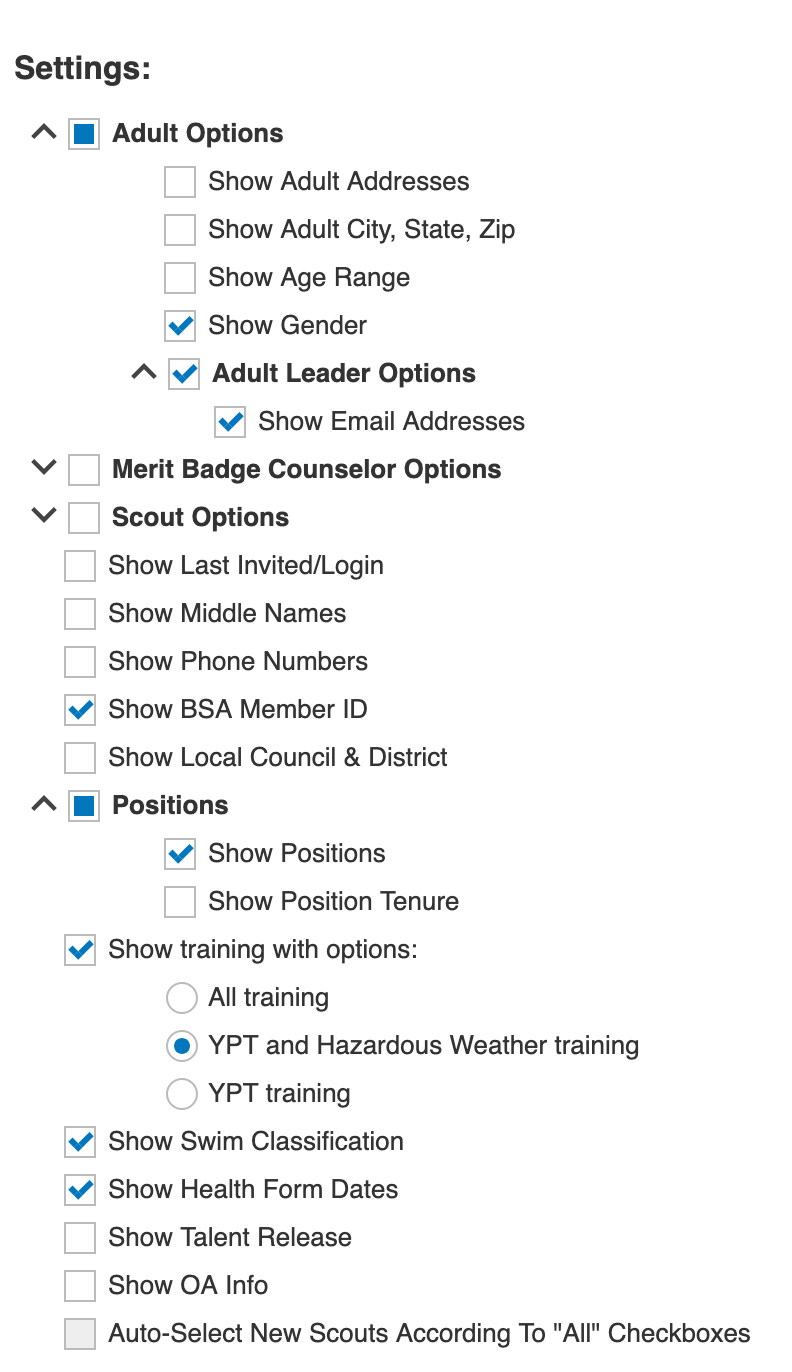 Settings:
Adult Options
Show Adult Addresses
Show Adult City, State, Zip
Show Age Range
Show Gender
Adult Leader Options
Show Email Addresses
Merit Badge Counselor Options
Scout Options
Show Last Invited/Login
Show Middle Names
Show Phone Numbers
Show BSA Member ID
Show Local Council & District
Positions
Show Positions
Show Position Tenure
Show training with options:
All training
YPT and Hazardous Weather training
YPT training
Show Swim Classification
Show Health Form Dates
Show Talent Release
Show OA Info
Auto-Select New Scouts According To "All" Checkboxes